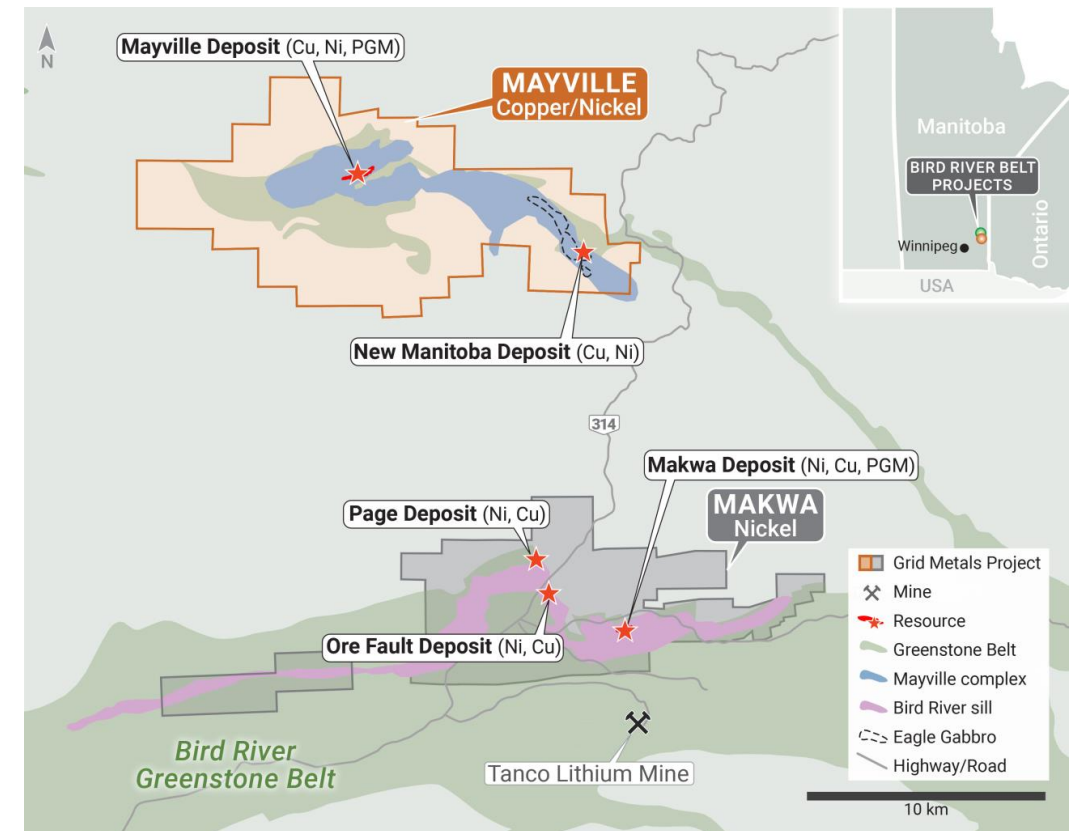 N
Mayville Deposit (Cu, Ni, PGM)
MAYVILLE
Copper/Nickel
Manitoba
BIRD RIVER BELT
PROJECTS
Winnipeg
Ontario
USA
New Manitoba Deposit (Cu, Ni)
314
Makwa Deposit (Ni, Cu, PGM)
Page Deposit (Ni, Cu)
MAKWA
Nickel
Ore Fault Deposit (Ni, Cu)
Bird River
Greenstone Belt
Tanco Lithium Mine
Grid Metals Project
Mine
Resource
Greenstone Belt
Mayville complex
Bird River sill
Eagle Gabbro
Highway/Road
10 km